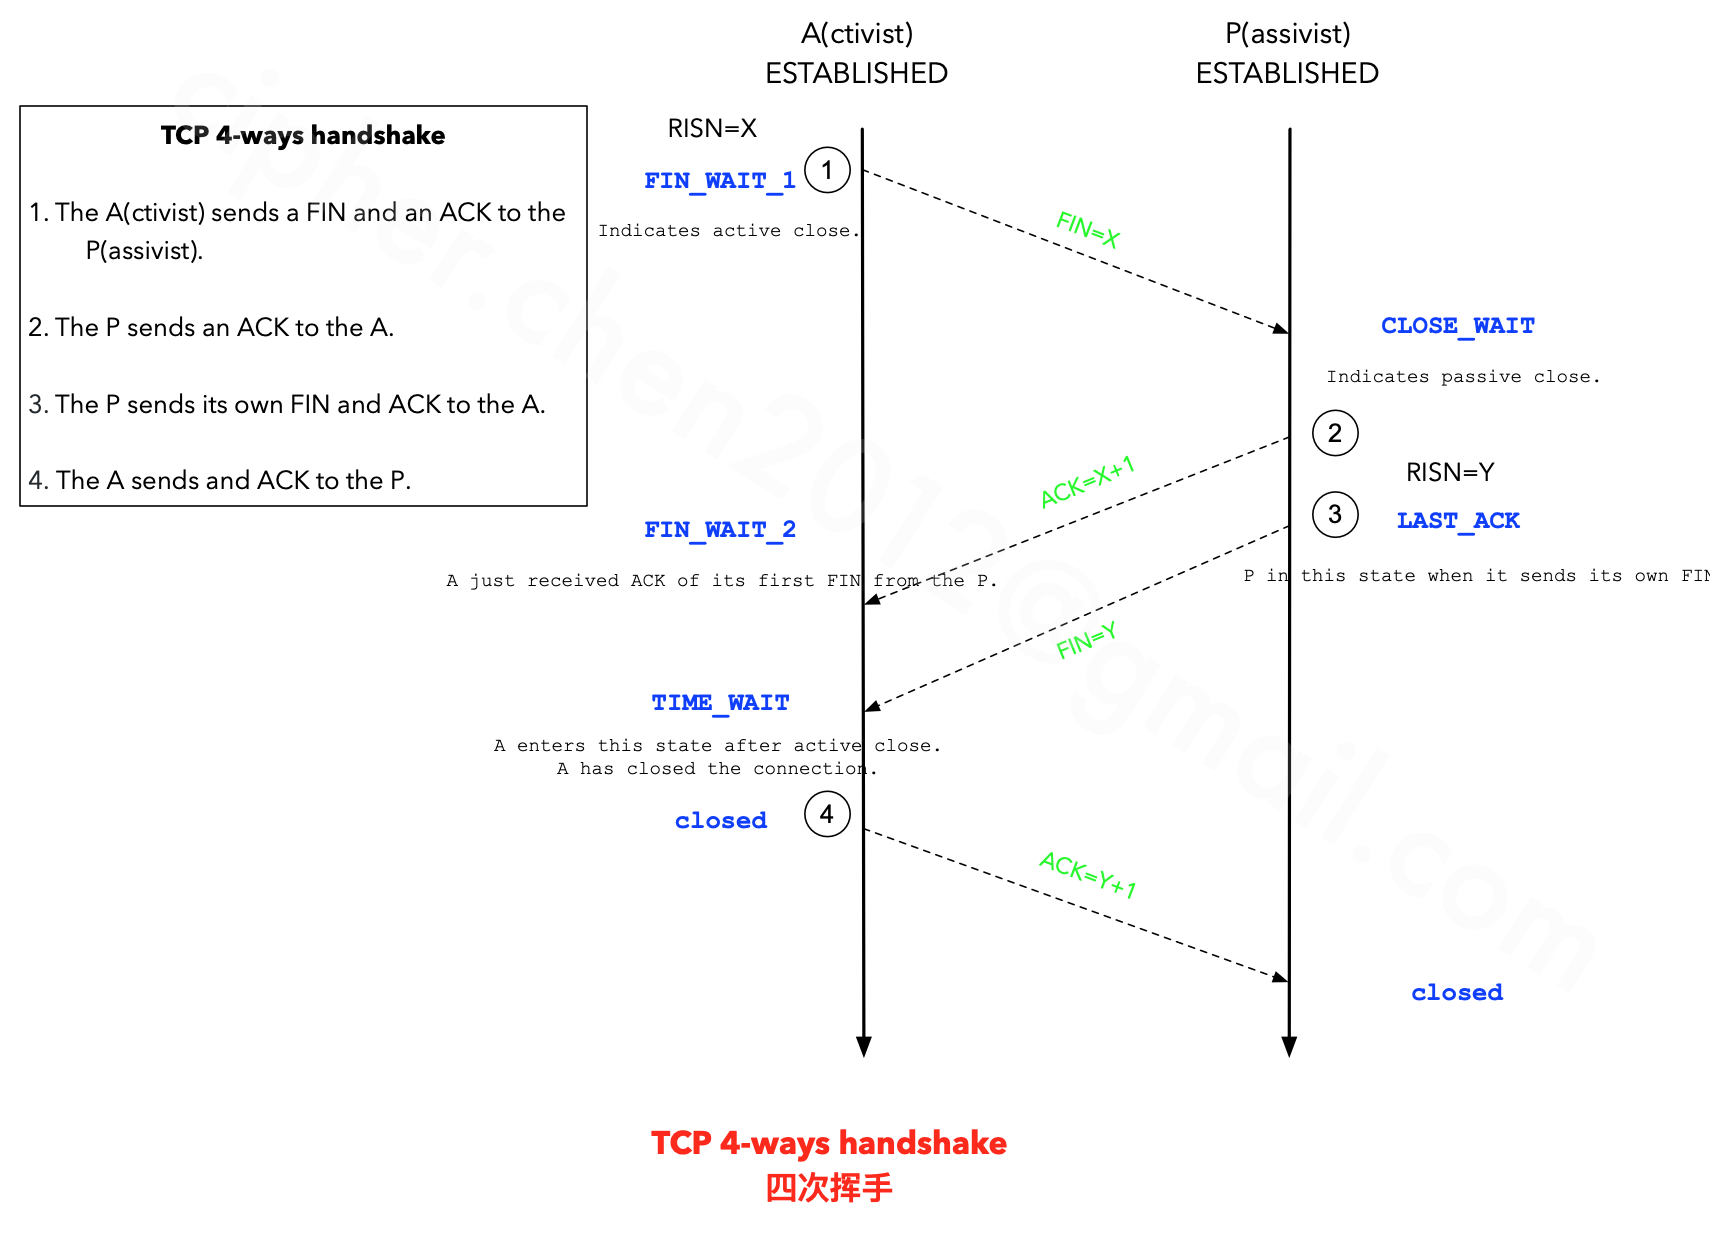 A(ctivist)
ESTABLISHED
P(assivist)
ESTABLISHED
TCP 4-ways handshake
1. The A(ctivist) sends a FIN and an ACK to the
P(assivist).
2. The P sends an ACK to the A.
3. The P sends its own FIN and ACK to the A.
4. The A sends and ACK to the P.
RISN=X
FIN_WAIT_1
1
Indicates active close.
FIN=X
CLOSE_WAIT
Indicates passive close.
2
ACK=X+1
RISN=Y
3
LAST_ACK
FIN_WAIT_2
A just received ACK of its first FIN from the P.
P in this state when it sends its own FIN
FIN=Y
TIME_WAIT
A enters this state after active close.
A has closed the connection.
closed
4
ACK=Y+1
closed
TCP 4-ways handshake
四次挥手
cipher.chen2012@gmail.com